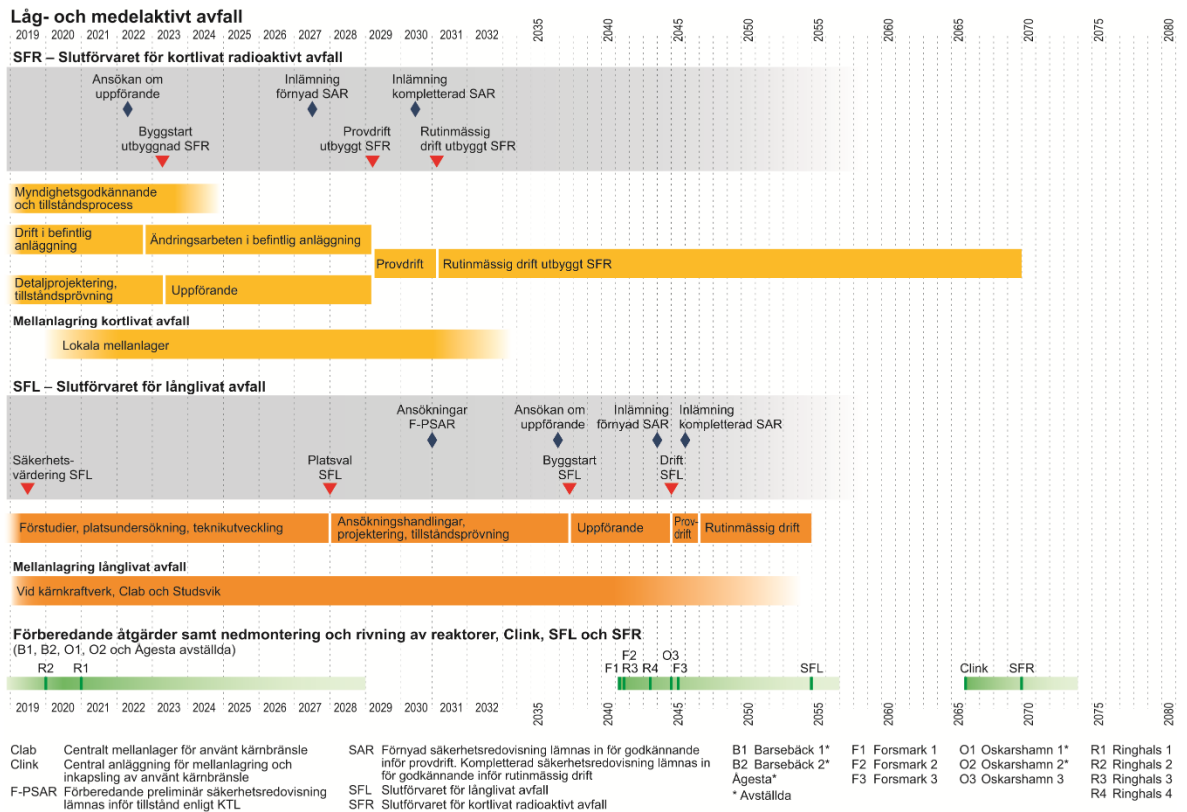 Låg- och medelaktivt avfall
2019 2020 2021 2022 2023 2024 2025 2026 2027 2028 2029 2030 2031 2032 2035 2040 2045 2050 2055 2060 2065 2070 2075 2080
SFR – Slutförvaret för kortlivat radioaktivt avfall
Ansökan om
uppförande
Inlämning
förnyad SAR
Inlämning
kompletterad SAR
Byggstart
utbyggnad SFR
Provdrift
utbyggt SFR
Rutinmässig
drift utbyggt SFR
Myndighetsgodkännande
och tillståndsprocess
Drift i befintlig
anläggning
Ändringsarbeten i befintlig anläggning
Provdrift
Rutinmässig drift utbyggt SFR
Detaljprojektering,
tillståndsprövning
Uppförande
Mellanlagring kortlivat avfall
Lokala mellanlager
SFL – Slutförvaret för långlivat avfall
Ansökningar
F-PSAR
Ansökan om
uppförande
Inlämning
förnyad SAR
Inlämning
kompletterad SAR
Säkerhets-
värdering SFL
Platsval
SFL
Byggstart
SFL
Drift
SFL
Förstudier, platsundersökning, teknikutveckling
Ansökningshandlingar,
projektering, tillståndsprövning
Uppförande
Prov-
drift
Rutinmässig drift
Mellanlagring långlivat avfall
Vid kärnkraftverk, Clab och Studsvik
Förberedande åtgärder samt nedmontering och rivning av reaktorer, Clink, SFL och SFR
(B1, B2, O1, O2 och Ågesta avställda)
F2 O3
R2 R1 F1 R3 R4 F3 SFL Clink SFR
2019 2020 2021 2022 2023 2024 2025 2026 2027 2028 2029 2030 2031 2032 2035 2040 2045 2050 2055 2060 2065 2070 2075 2080
Clab Centralt mellanlager för använt kärnbränsle
Clink Central anläggning för mellanlagring och
inkapsling av använt kärnbränsle
F-PSAR Förberedande preliminär säkerhetsredovisning
lämnas inför tillstånd enligt KTL
SAR Förnyad säkerhetsredovisning lämnas in för godkännande
inför provdrift. Kompletterad säkerhetsredovisning lämnas in
för godkännande inför rutinmässig drift
SFL Slutförvaret för långlivat avfall
SFR Slutförvaret för kortlivat radioaktivt avfall
B1 Barsebäck 1*
B2 Barsebäck 2*
Ågesta*
* Avställda
F1 Forsmark 1
F2 Forsmark 2
F3 Forsmark 3
O1 Oskarshamn 1*
O2 Oskarshamn 2*
O3 Oskarshamn 3
R1 Ringhals 1
R2 Ringhals 2
R3 Ringhals 3
R4 Ringhals 4